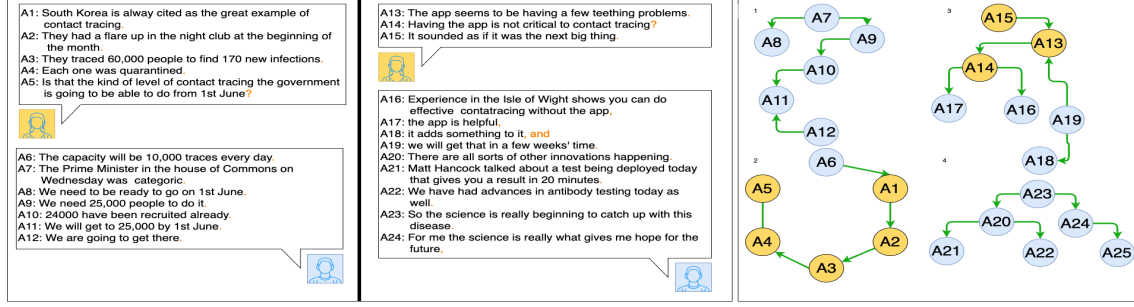 A1: South Korea is alway cited as the great example of
contact tracing.
A2: They had a flare up in the night club at the beginning of
the month.
A3: They traced 60,000 people to find 170 new infections.
A4: Each one was quarantined.
A5: Is that the kind of level of contact tracing the government
is going to be able to do from 1st June?
A6: The capacity will be 10,000 traces every day.
A7: The Prime Minister in the house of Commons on
Wednesday was categoric.
A8: We need to be ready to go on 1st June.
A9: We need 25,000 people to do it.
A10: 24000 have been recruited already.
A11: We will get to 25,000 by 1st June.
A12: We are going to get there.
A13: The app seems to be having a few teething problems.
A14: Having the app is not critical to contact tracing?
A15: It sounded as if it was the next big thing.
A16: Experience in the Isle of Wight shows you can do
effective contatracing without the app,
A17: the app is helpful,
A18: it adds something to it, and
A19: we will get that in a few weeks' time.
A20: There are all sorts of other innovations happening.
A21: Matt Hancock talked about a test being deployed today
that gives you a result in 20 minutes.
A22: We have had advances in antibody testing today as
well.
A23: So the science is really beginning to catch up with this
disease.
A24: For me the science is really what gives me hope for the
future,
1
A7
A8
A9
A10
A11
A12
2
A6
A5
A1
A4
A2
A3
3
A15
A13
A14
A17
A16
A19
A18
4
A23
A20
A24
A21
A22
A25